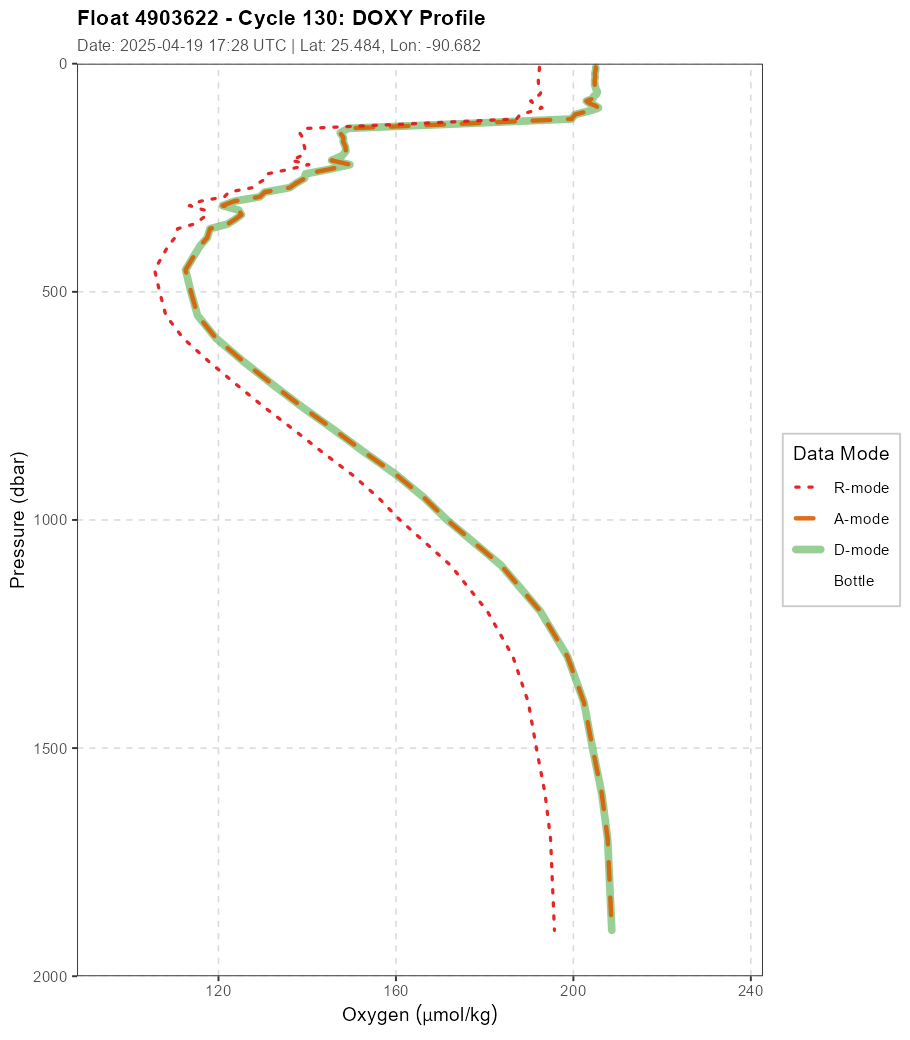 Float 4903622 - Cycle 130: DOXY Profile
Date: 2025-04-19 17:28 UTC | Lat: 25.484, Lon: -90.682
0
500
1000
1500
2000
Pressure (dbar)
120 160 200 240
Oxygen (μmol/kg)
Data Mode
R-mode
A-mode
D-mode
Bottle